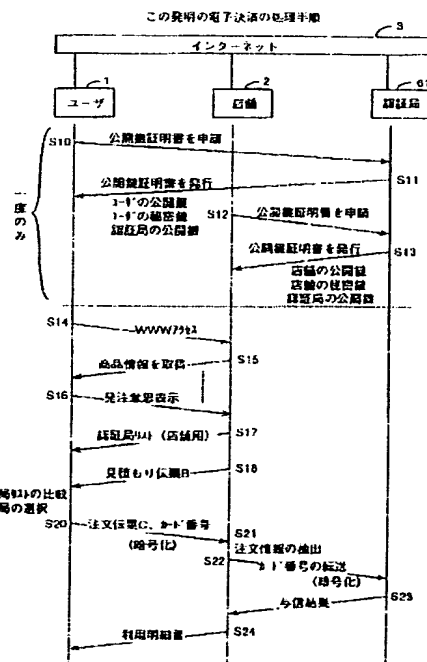 この発明の電子決済の処理手順
3
インターネット
1
2
61
ユーザ
店舗
認証局
S10
公開鍵証明書を申請
S11
公開鍵証明書を発行
ユーザの公開鍵
ユーザの秘密鍵
認証局の公開鍵
S12
公開鍵証明書を申請
一度のみ
公開鍵証明書を発行
S13
店舗の公開鍵
店舗の秘密鍵
認証局の公開鍵
S14
WWWアクセス
S15
商品情報を取得
S16
発注意思表示
S17
認証局リスト(店舗用)
S18
見積もり伝票B
局リストの比較
局の選択
S20
注文伝票C、カード番号
(暗号化)
S21
注文情報の抽出
S22
カード番号の転送
(暗号化)
S23
与信結果
S24
利用明細書